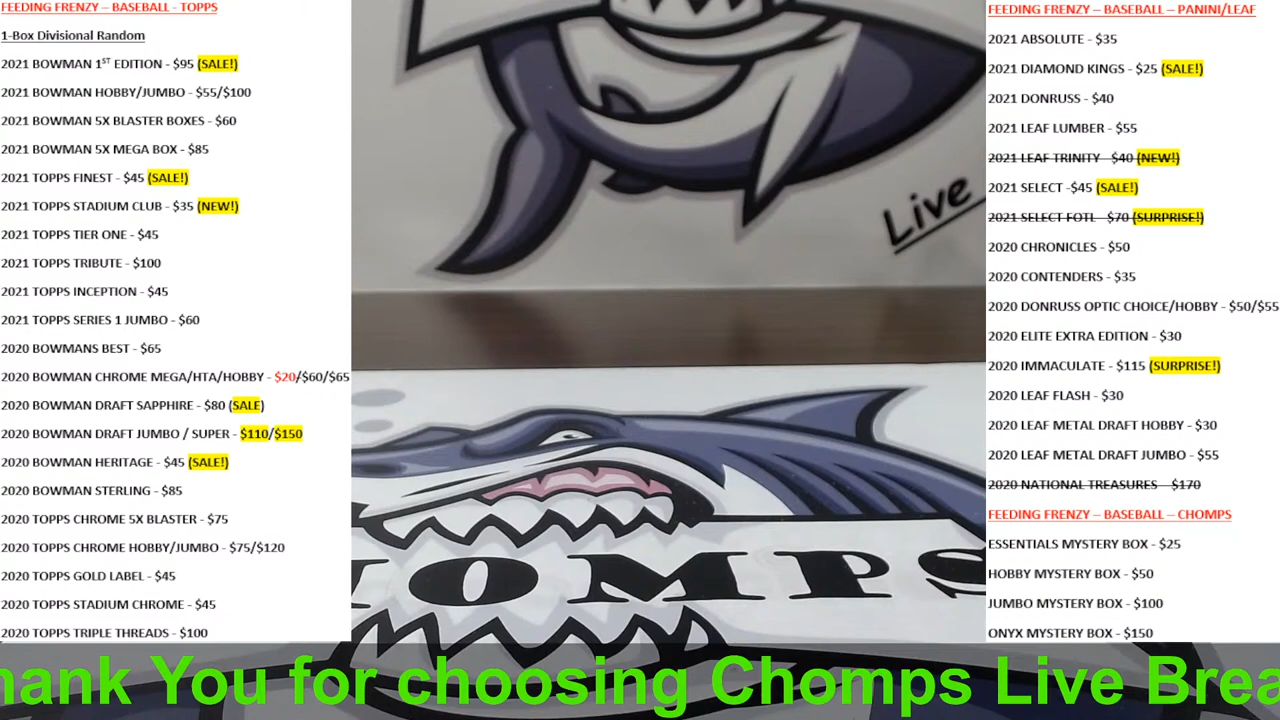 FEEDING FRENZY – BASEBALL - TOPPS
1-Box Divisional Random
2021 BOWMAN 1ST EDITION - $95 (SALE!)
2021 BOWMAN HOBBY/JUMBO - $55/$100
2021 BOWMAN 5X BLASTER BOXES - $60
2021 BOWMAN 5X MEGA BOX - $85
2021 TOPPS FINEST - $45 (SALE!)
2021 TOPPS STADIUM CLUB - $35 (NEW!)
2021 TOPPS TIER ONE - $45
2021 TOPPS TRIBUTE - $100
2021 TOPPS INCEPTION - $45
2021 TOPPS SERIES 1 JUMBO - $60
2020 BOWMANS BEST - $65
2020 BOWMAN CHROME MEGA/HTA/HOBBY - $20/$60/$65
2020 BOWMAN DRAFT SAPPHIRE - $80 (SALE)
2020 BOWMAN DRAFT JUMBO / SUPER - $110/$150
2020 BOWMAN HERITAGE - $45 (SALE!)
2020 BOWMAN STERLING - $85
2020 TOPPS CHROME 5X BLASTER - $75
2020 TOPPS CHROME HOBBY/JUMBO - $75/$120
2020 TOPPS GOLD LABEL - $45
2020 TOPPS STADIUM CHROME - $45
2020 TOPPS TRIPLE THREADS - $100
Live
OMPS
FEEDING FRENZY – BASEBALL – PANINI/LEAF
2021 ABSOLUTE - $35
2021 DIAMOND KINGS - $25 (SALE!)
2021 DONRUSS - $40
2021 LEAF LUMBER - $55
2021 LEAF TRINITY - $40 (NEW!)
2021 SELECT -$45 (SALE!)
2021 SELECT FOTL - $70 (SURPRISE!)
2020 CHRONICLES - $50
2020 CONTENDERS - $35
2020 DONRUSS OPTIC CHOICE/HOBBY - $50/$55
2020 ELITE EXTRA EDITION - $30
2020 IMMACULATE - $115 (SURPRISE!)
2020 LEAF FLASH - $30
2020 LEAF METAL DRAFT HOBBY - $30
2020 LEAF METAL DRAFT JUMBO - $55
2020 NATIONAL TREASURES - $170
FEEDING FRENZY – BASEBALL – CHOMPS
ESSENTIALS MYSTERY BOX - $25
HOBBY MYSTERY BOX - $50
JUMBO MYSTERY BOX - $100
ONYX MYSTERY BOX - $150
hank You for choosing Chomps Live Brea